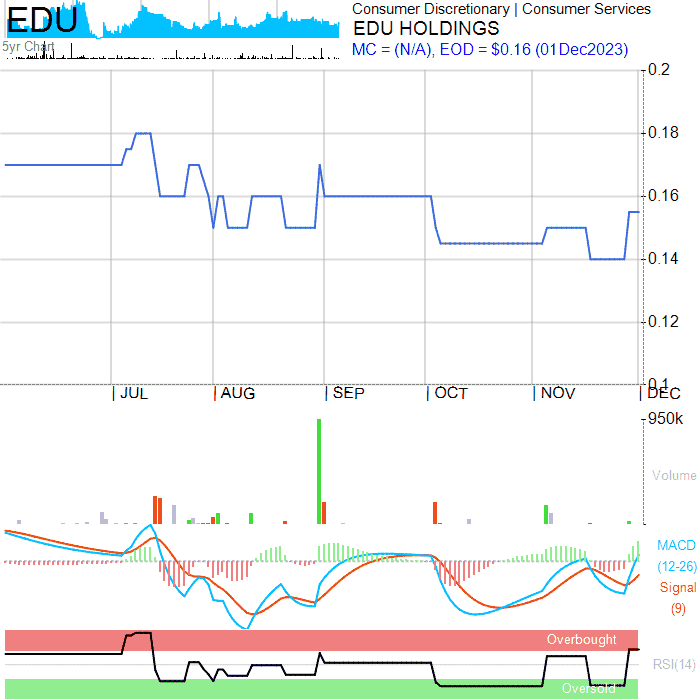 EDU
Consumer Discretionary | Consumer Services
EDU HOLDINGS
5yr Chart
MC = (N/A), EOD = $0.16 (01Dec2023)
0.2
0.18
0.16
0.14
0.12
0.1
JUL
AUG
SEP
OCT
NOV
DEC
950k
Volume
MACD
(12-26)
Signal
(9)
Overbought
RSI(14)
Oversold